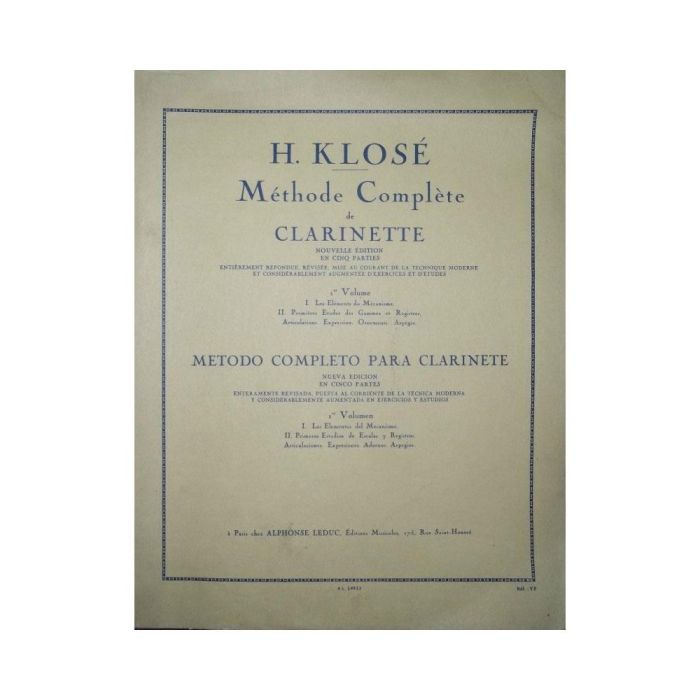 H. KLOSÉ
Méthode Complète
de
CLARINETTE
NOUVELLE ÉDITION
EN CINQ PARTIES
ENTIÈREMENT REFONDUE, RÉVISÉE, MISE AU COURANT DE LA TECHNIQUE MODERNE
ET CONSIDÉRABLEMENT AUGMENTÉE D'EXERCICES ET D'ÉTUDES
1er Volume
I. Les Eléments du Mécanisme.
II. Premières Etudes des Gammes et Registres.
Articulations. Expression. Ornements. Arpèges.
METODO COMPLETO PARA CLARINETE
NUEVA EDICION
EN CINCO PARTES
ENTERAMENTE REVISADA, PUESTA AL CORRIENTE DE LA TÉCNICA MODERNA
Y CONSIDERABLEMENTE AUMENTADA EN EJERCICIOS Y ESTUDIOS
1er Volumen
I. Los Elementos del Mecanismo.
II. Primeros Estudios de Escalas y Registros.
Articulaciones. Expresiones. Adornos. Arpegios.
à Paris chez ALPHONSE LEDUC, Éditions Musicales, 175, Rue Saint-Honoré
A.L.